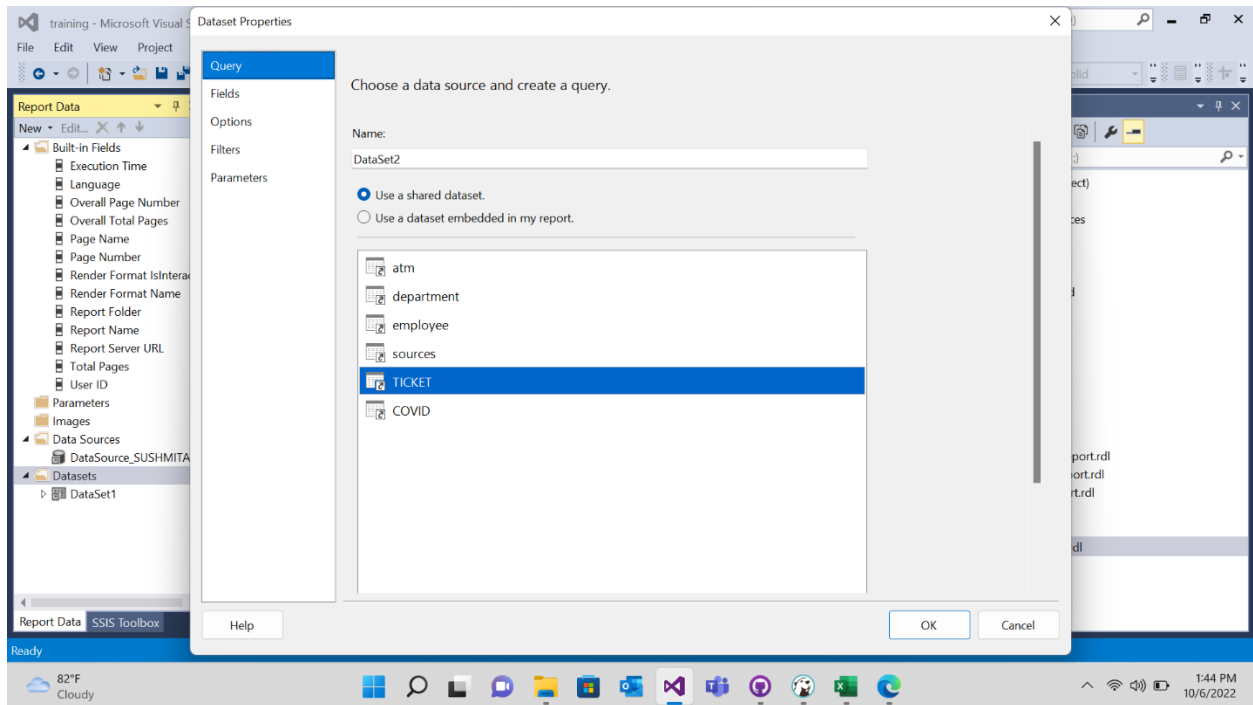 training - Microsoft Visual S
Dataset Properties
File Edit View Project
Report Data
New Edit...
Built-in Fields
Execution Time
Language
Overall Page Number
Overall Total Pages
Page Name
Page Number
Render Format IsIntera
Render Format Name
Report Folder
Report Name
Report Server URL
Total Pages
User ID
Parameters
Images
Data Sources
DataSource_SUSHMITA
Datasets
DataSet1
Report Data SSIS Toolbox
Ready
Query
Fields
Options
Filters
Parameters
Choose a data source and create a query.
Name:
DataSet2
Use a shared dataset.
Use a dataset embedded in my report.
atm
department
employee
sources
TICKET
COVID
Help
OK Cancel
olid
ect)
ces
port.rdl
port.rdl
rt.rdl
dl
82°F
Cloudy
1:44 PM
10/6/2022